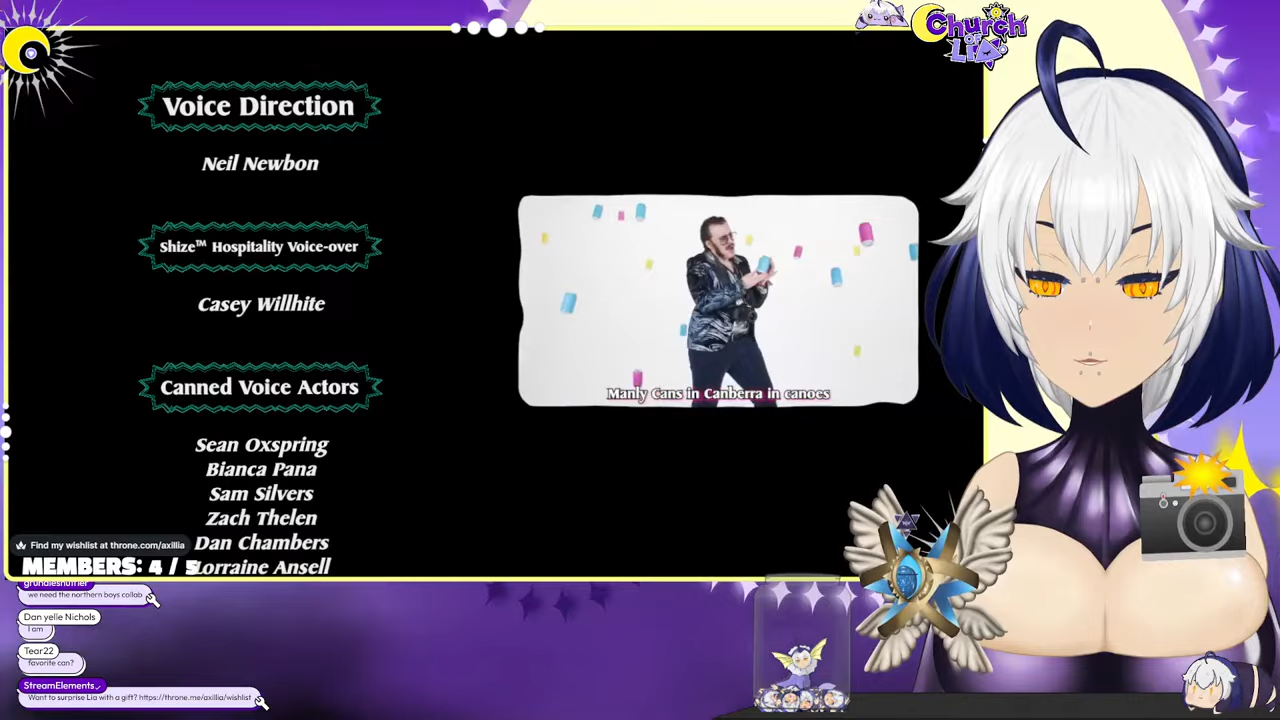 Church
OF
LIA
Voice Direction
Neil Newbon
Shize™ Hospitality Voice-over
Casey Willhite
Canned Voice Actors
Sean Oxspring
Bianca Pana
Sam Silvers
Zach Thelen
Dan Chambers
Lorraine Ansell
Manly Cans in Canberra in canoes
Find my wishlist at throne.com/axillia
MEMBERS: 4 / 5
grundleshuffler
we need the northern boys collab
Dan yelle Nichols
I am
Tear22
favorite can?
StreamElements
Want to surprise Lia with a gift? https://throne.me/axillia/wishlist